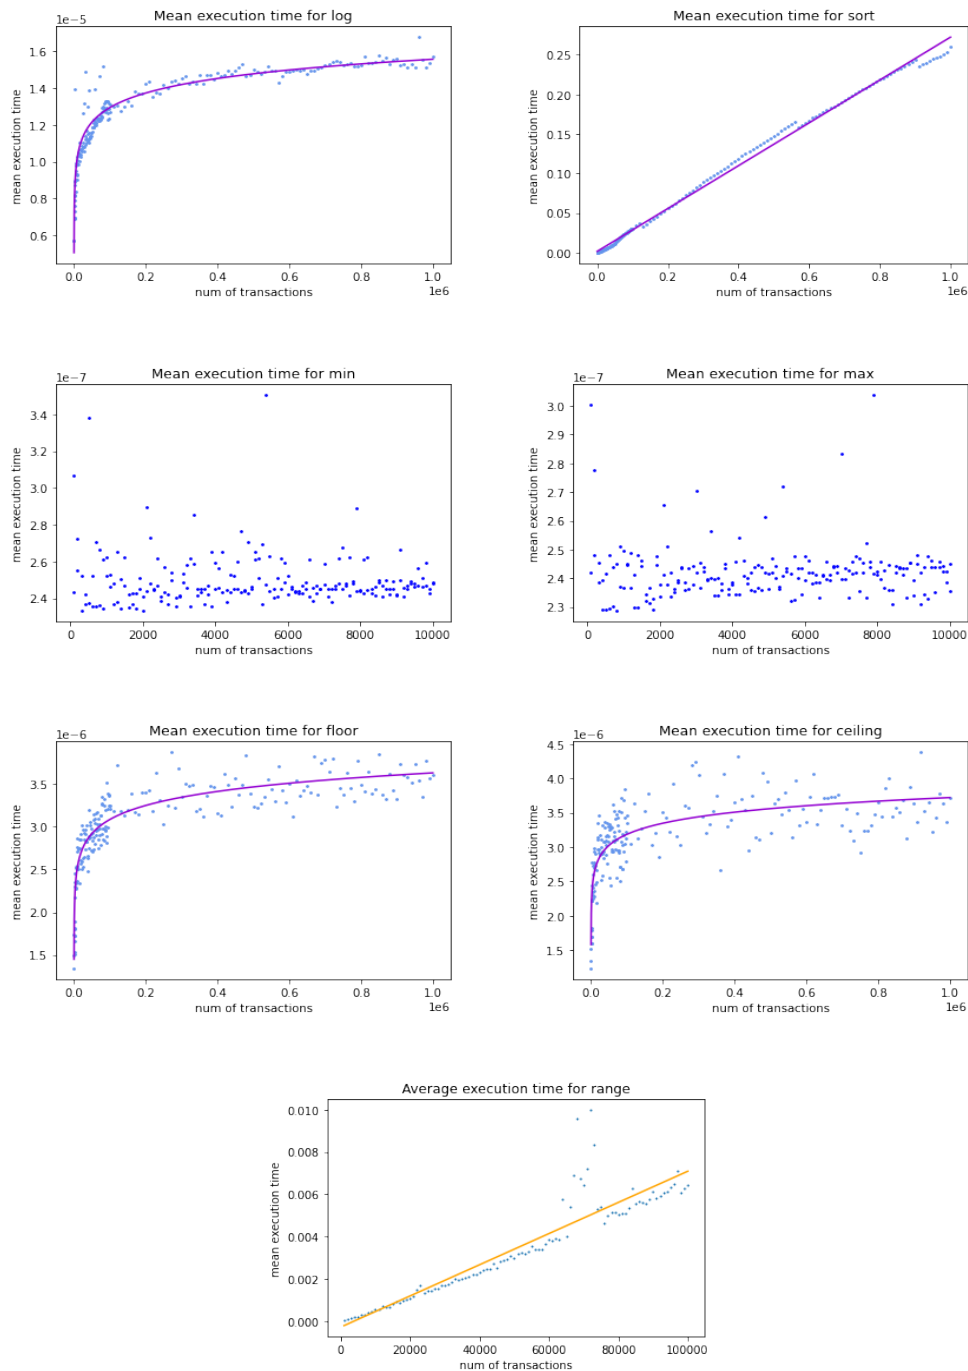 Mean execution time for log
1e−5
1.6
1.4
1.2
1.0
0.8
0.6
mean execution time
0.0 0.2 0.4 0.6 0.8 1.0
1e6
num of transactions
Mean execution time for sort
0.25
0.20
0.15
0.10
0.05
0.00
mean execution time
0.0 0.2 0.4 0.6 0.8 1.0
1e6
num of transactions
Mean execution time for min
1e−7
3.4
3.2
3.0
2.8
2.6
2.4
mean execution time
0 2000 4000 6000 8000 10000
num of transactions
Mean execution time for max
1e−7
3.0
2.9
2.8
2.7
2.6
2.5
2.4
2.3
mean execution time
0 2000 4000 6000 8000 10000
num of transactions
Mean execution time for floor
1e−6
3.5
3.0
2.5
2.0
1.5
mean execution time
0.0 0.2 0.4 0.6 0.8 1.0
1e6
num of transactions
Mean execution time for ceiling
1e−6
4.5
4.0
3.5
3.0
2.5
2.0
1.5
mean execution time
0.0 0.2 0.4 0.6 0.8 1.0
1e6
num of transactions
Average execution time for range
0.010
0.008
0.006
0.004
0.002
0.000
mean execution time
0 20000 40000 60000 80000 100000
num of transactions